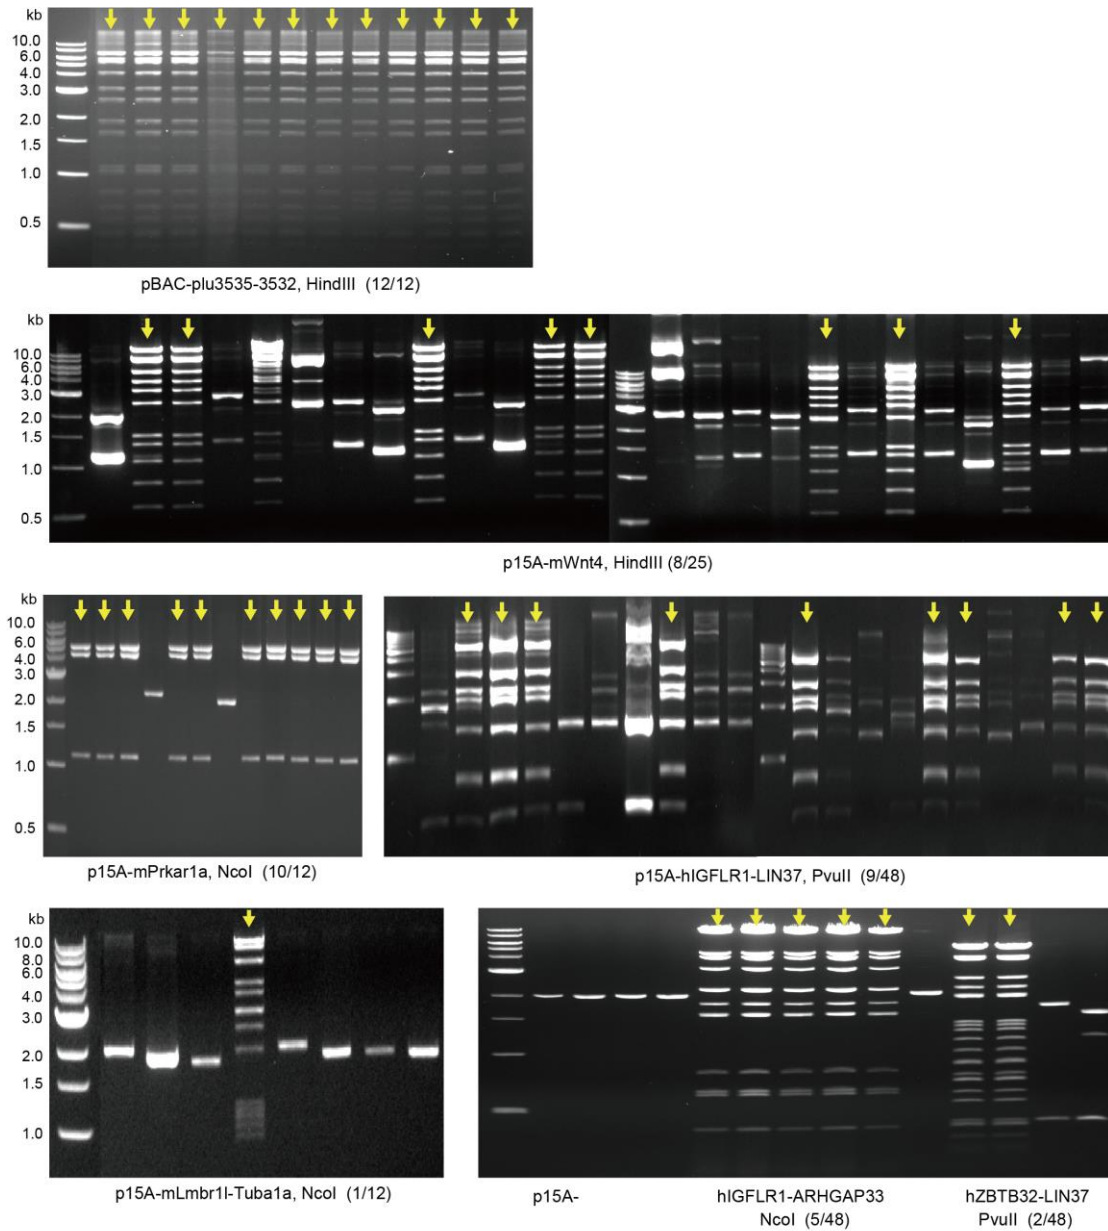 kb
10.0
6.0
4.0
3.0
2.0
1.5
1.0
0.5
pBAC-plu3535-3532, HindIII (12/12)
kb
10.0
6.0
4.0
3.0
2.0
1.5
1.0
0.5
p15A-mWnt4, HindIII (8/25)
kb
10.0
6.0
4.0
3.0
2.0
1.5
1.0
0.5
p15A-mPrkar1a, NcoI (10/12)
p15A-hIGFLR1-LIN37, PvuII (9/48)
kb
10.0
8.0
6.0
4.0
3.0
2.0
1.5
1.0
p15A-mLmbr1l-Tuba1a, NcoI (1/12)
p15A- hIGFLR1-ARHGAP33 hZBTB32-LIN37
NcoI (5/48) PvuII (2/48)